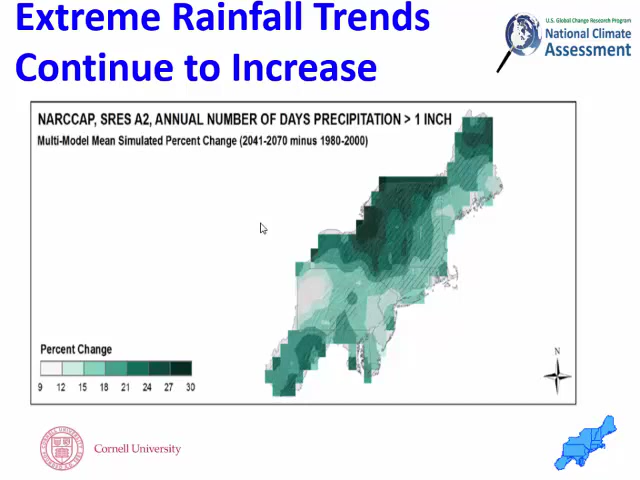 Extreme Rainfall Trends
Continue to Increase
U.S. Global Change Research Program
National Climate
Assessment
NARCCAP, SRES A2, ANNUAL NUMBER OF DAYS PRECIPITATION > 1 INCH
Multi-Model Mean Simulated Percent Change (2041-2070 minus 1980-2000)
Percent Change
9 12 15 18 21 24 27 30
N
Cornell University